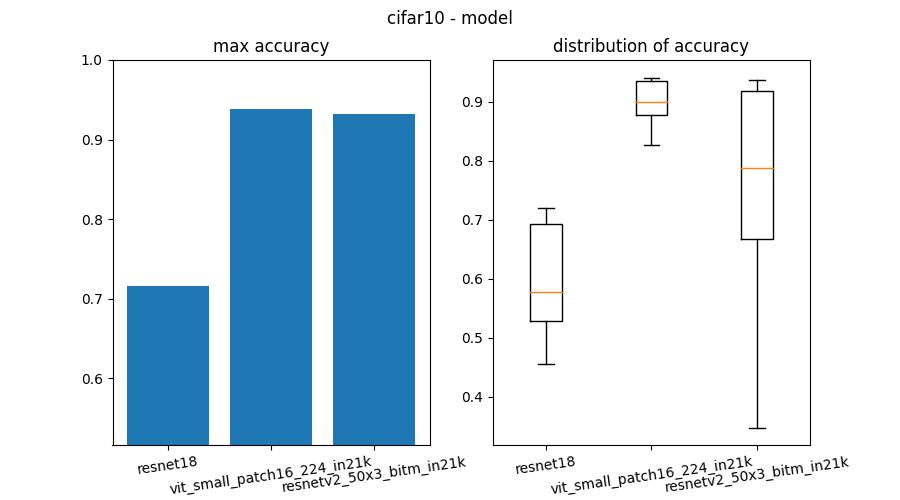 cifar10 - model
max accuracy
1.0
0.9
0.8
0.7
0.6
resnet18
vit_small_patch16_224_in21k
resnetv2_50x3_bitm_in21k
distribution of accuracy
0.9
0.8
0.7
0.6
0.5
0.4
resnet18
vit_small_patch16_224_in21k
resnetv2_50x3_bitm_in21k